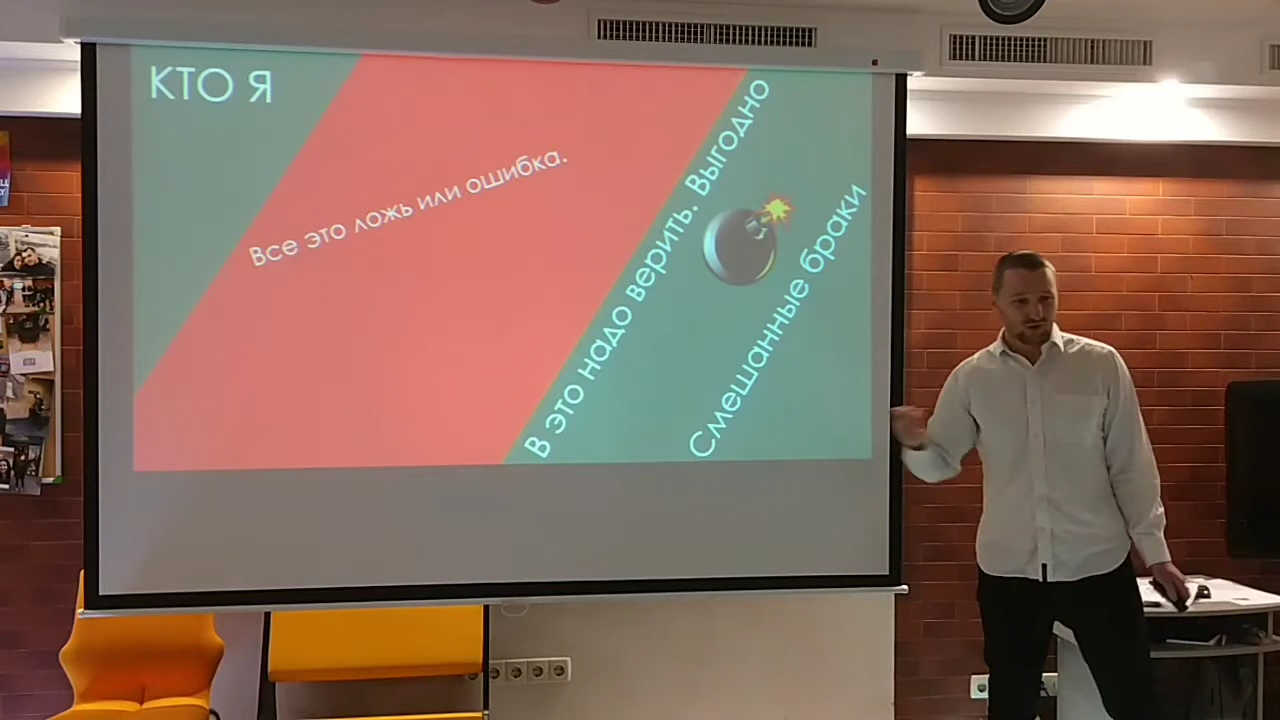 КТО Я
Все это ложь или ошибка.
В это надо верить. Выгодно
Смешанные браки